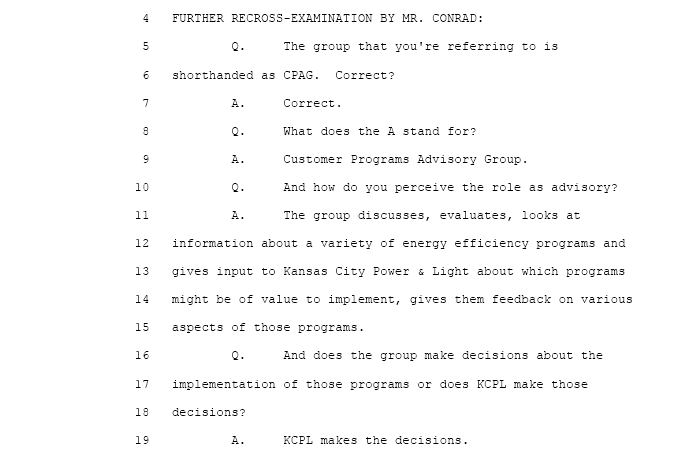 4 FURTHER RECROSS-EXAMINATION BY MR. CONRAD:
5 Q. The group that you're referring to is
6 shorthanded as CPAG. Correct?
7 A. Correct.
8 Q. What does the A stand for?
9 A. Customer Programs Advisory Group.
10 Q. And how do you perceive the role as advisory?
11 A. The group discusses, evaluates, looks at
12 information about a variety of energy efficiency programs and
13 gives input to Kansas City Power & Light about which programs
14 might be of value to implement, gives them feedback on various
15 aspects of those programs.
16 Q. And does the group make decisions about the
17 implementation of those programs or does KCPL make those
18 decisions?
19 A. KCPL makes the decisions.